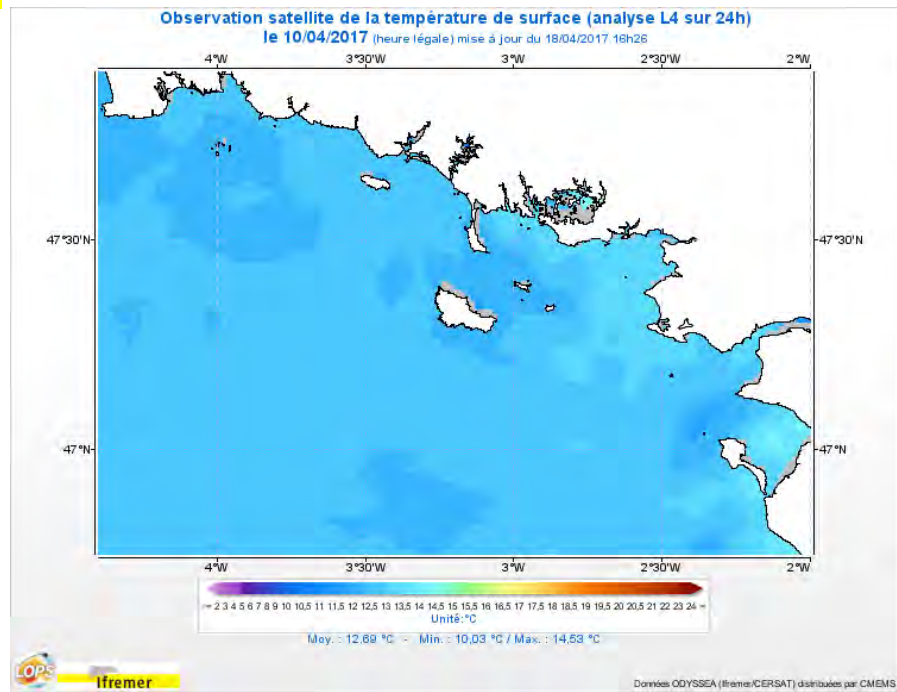 Observation satellite de la température de surface (analyse L4 sur 24h)
le 10/04/2017 (heure légale) mise à jour du 18/04/2017 16h26
4°W 3°30'W 3°W 2°30'W 2°W
47°30'N 47°30'N
47°N 47°N
4°W 3°30'W 3°W 2°30'W 2°W
-∞ 2 3 4 5 6 7 8 9 10 10,5 11 11,5 12 12,5 13 13,5 14 14,5 15 15,5 16 16,5 17 17,5 18 18,5 19 19,5 20 20,5 21 22 23 24 ∞
Unité:°C
Moy. : 12,69 °C - Min. : 10,03 °C / Max. : 14,53 °C
LOPS
Ifremer
Données ODYSSEA (Ifremer/CERSAT) distribuées par CMEMS